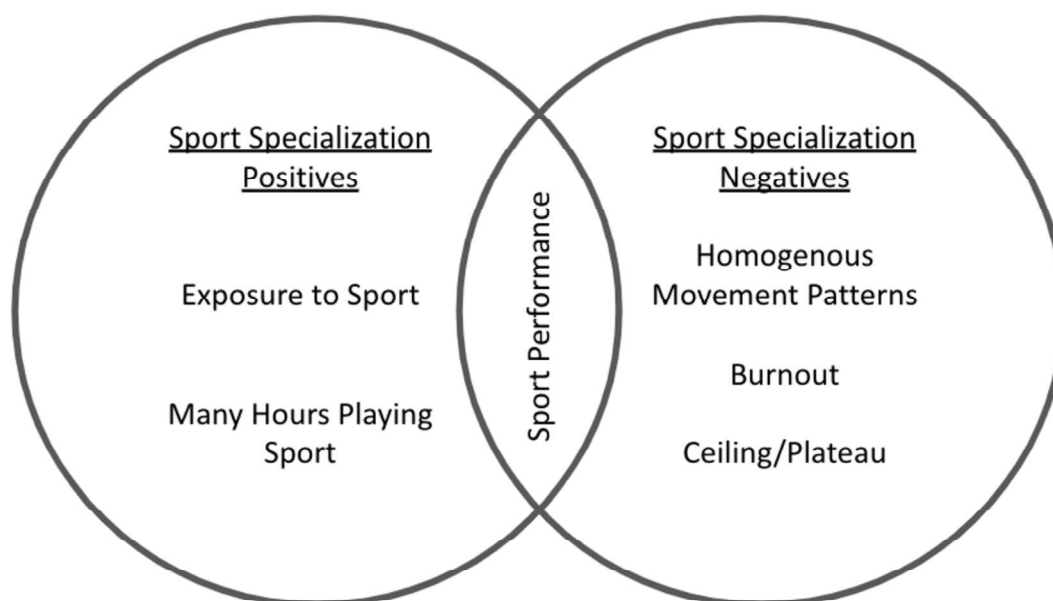 Sport Specialization
Positives
Exposure to Sport
Many Hours Playing
Sport
Sport Performance
Sport Specialization
Negatives
Homogenous
Movement Patterns
Burnout
Ceiling/Plateau